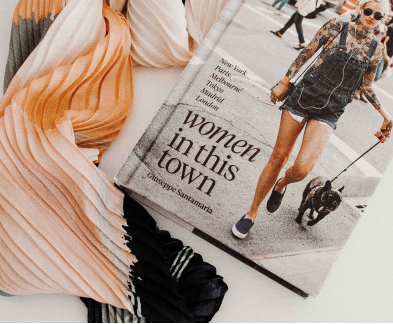 New York
Paris
Melbourne
Tokyo
Madrid
London
women
in this
town
Giuseppe Santamaria